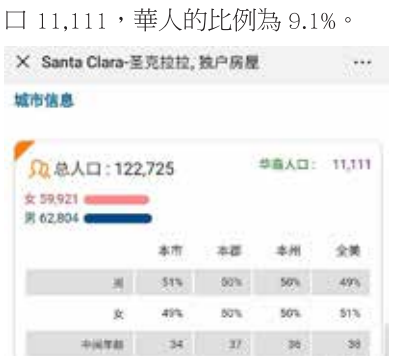 口 11,111,華人的比例為 9.1%。
× Santa Clara-圣克拉拉, 独户房屋 ...
城市信息
总人口 : 122,725 华裔人口: 11,111
女 59,921
男 62,804
本市 本郡 本州 全美
男 51% 50% 50% 49%
女 49% 50% 50% 51%
中间年龄 34 37 36 38